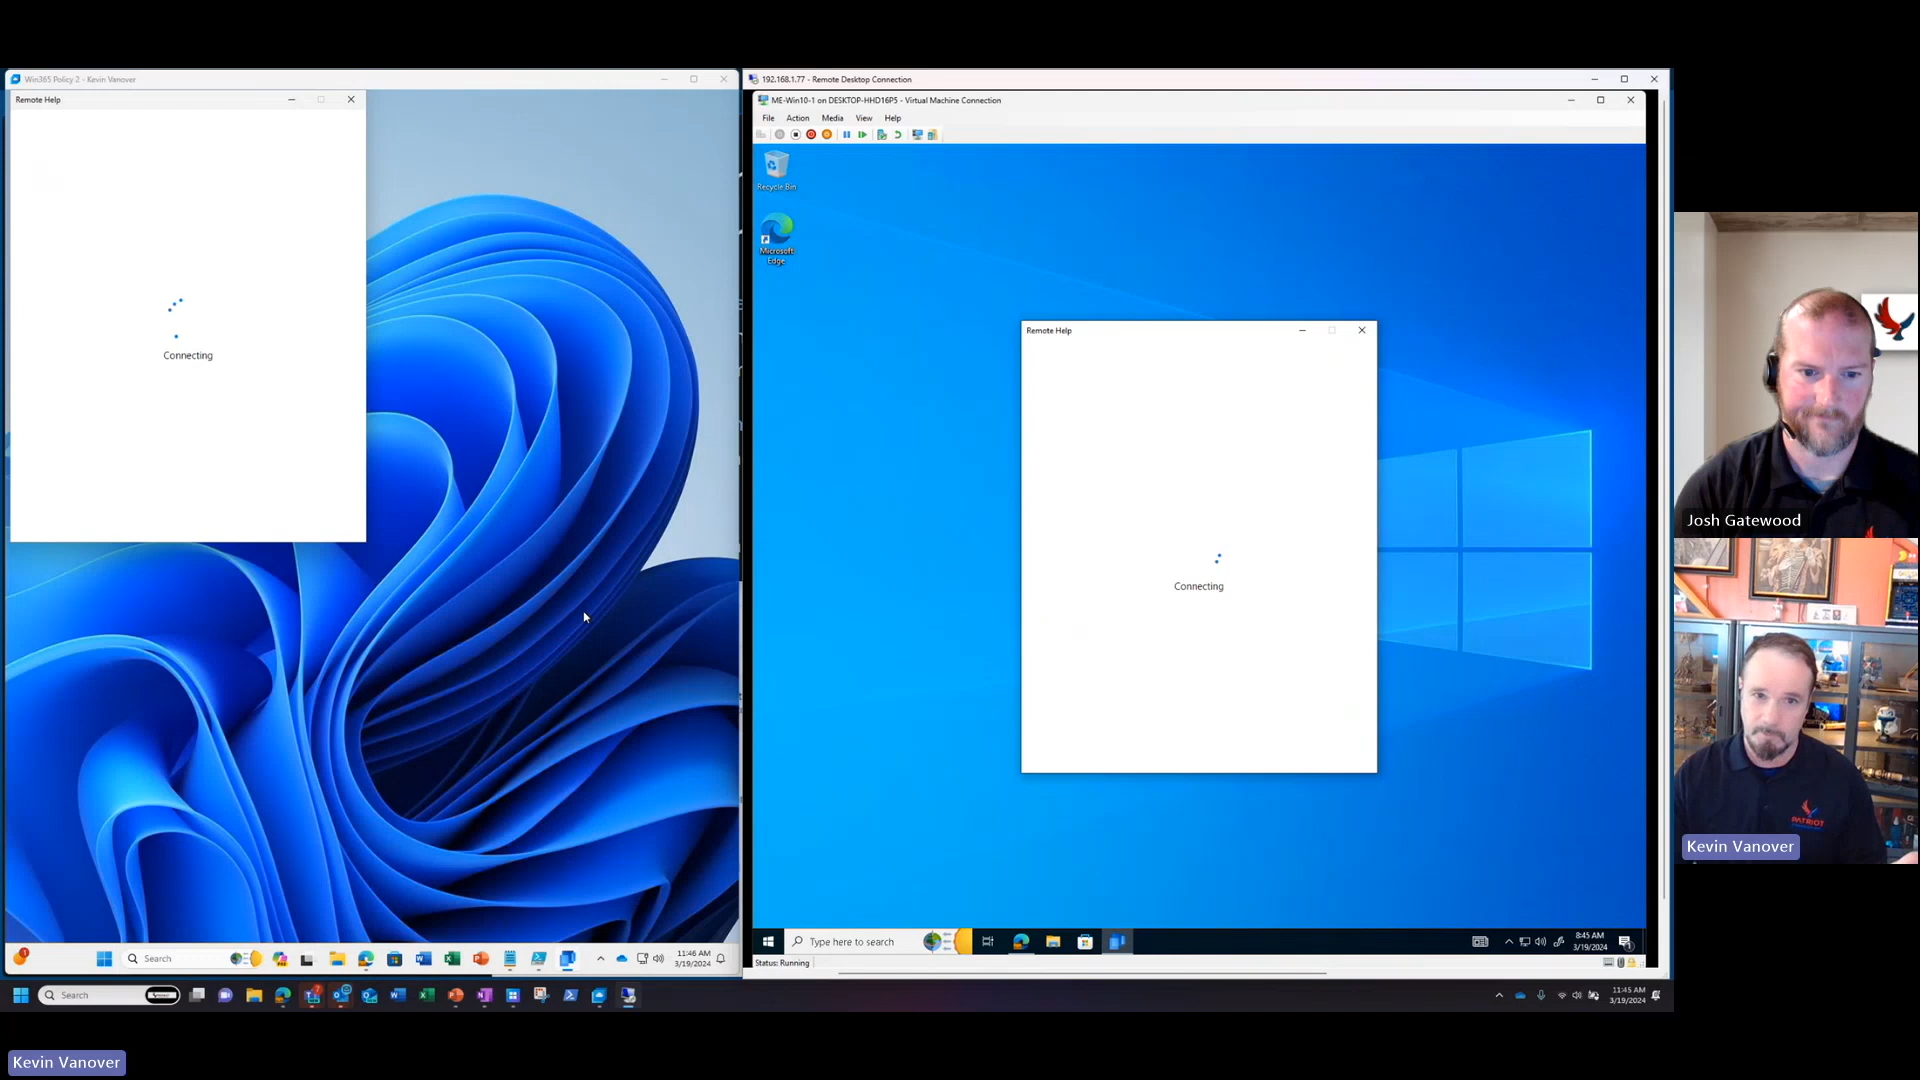 Win365 Policy 2 - Kevin Vanover
Remote Help
Connecting
Search
11:46 AM
3/19/2024
192.168.1.77 - Remote Desktop Connection
ME-Win10-1 on DESKTOP-HHD16P5 - Virtual Machine Connection
File Action Media View Help
Recycle Bin
Microsoft
Edge
Remote Help
Connecting
Type here to search
8:45 AM
3/19/2024
Status: Running
Search
11:45 AM
3/19/2024
Josh Gatewood
PATRIOT
Kevin Vanover
Kevin Vanover